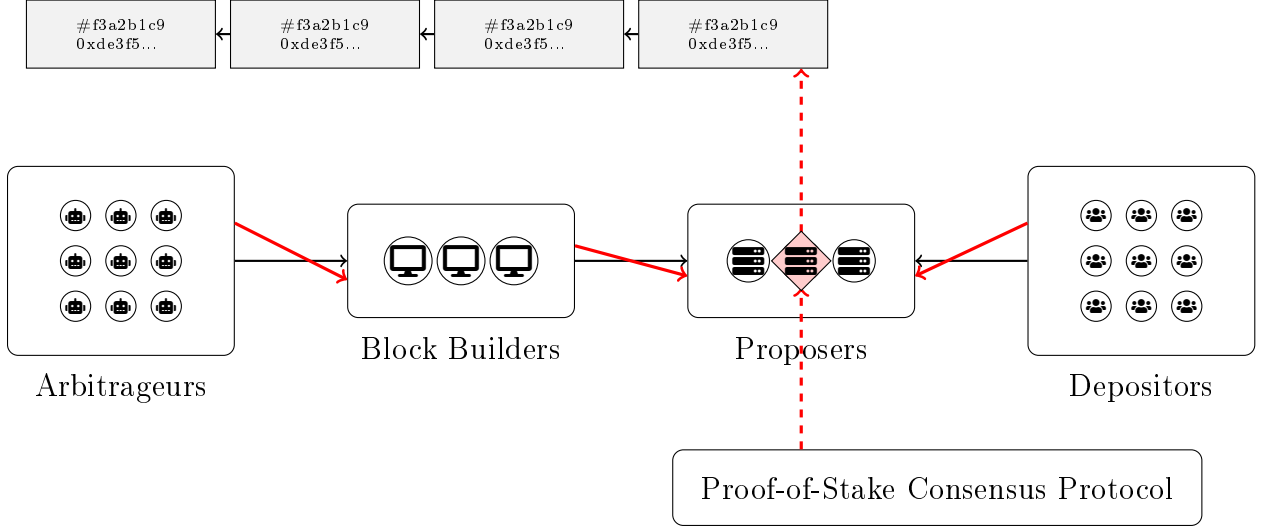 #f3a2b1c9
0xde3f5...
#f3a2b1c9
0xde3f5...
#f3a2b1c9
0xde3f5...
#f3a2b1c9
0xde3f5...
Block Builders
Proposers
Arbitrageurs
Depositors
Proof-of-Stake Consensus Protocol